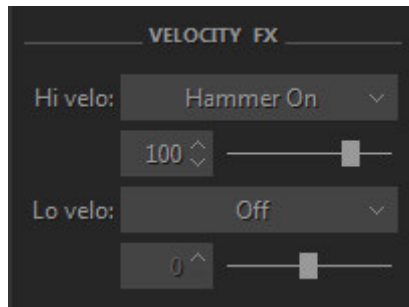 VELOCITY FX
Hi velo: Hammer On
100
Lo velo: Off
0